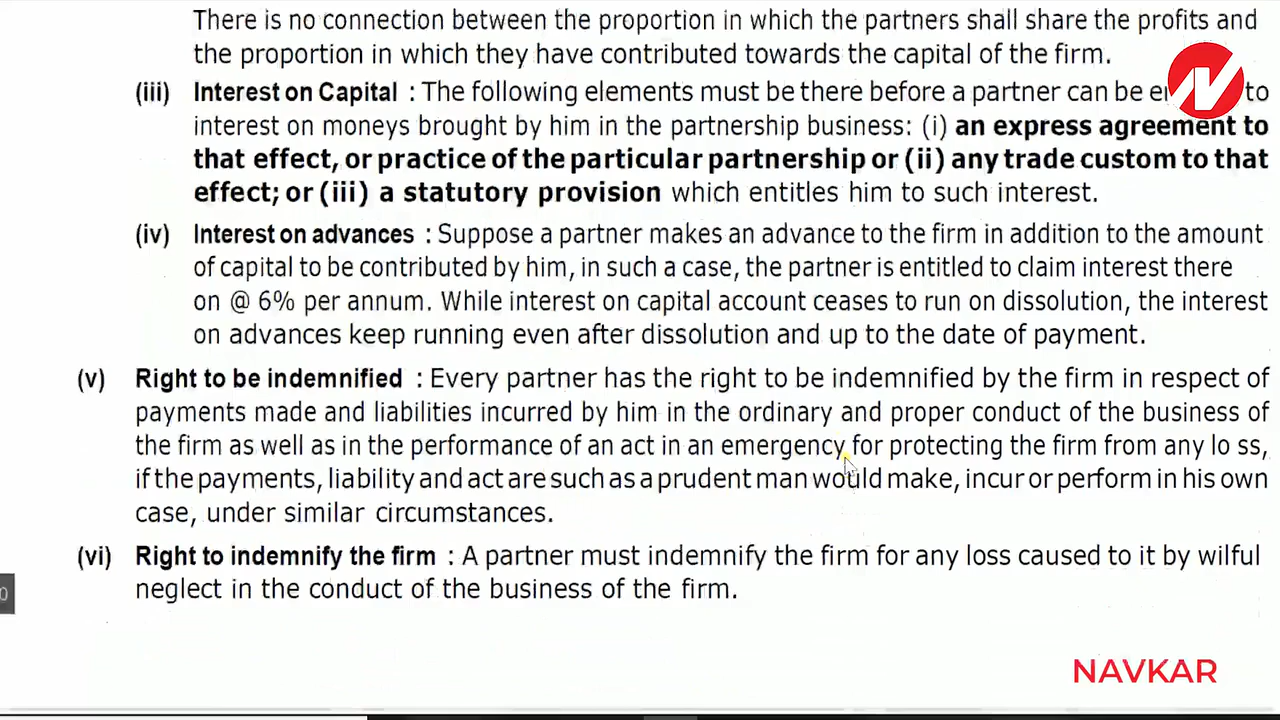 There is no connection between the proportion in which the partners shall share the profits and
the proportion in which they have contributed towards the capital of the firm.
(iii) Interest on Capital : The following elements must be there before a partner can be to
interest on moneys brought by him in the partnership business: (i) an express agreement to
that effect, or practice of the particular partnership or (ii) any trade custom to that
effect; or (iii) a statutory provision which entitles him to such interest.
(iv) Interest on advances : Suppose a partner makes an advance to the firm in addition to the amount
of capital to be contributed by him, in such a case, the partner is entitled to claim interest there
on @ 6% per annum. While interest on capital account ceases to run on dissolution, the interest
on advances keep running even after dissolution and up to the date of payment.
(v) Right to be indemnified : Every partner has the right to be indemnified by the firm in respect of
payments made and liabilities incurred by him in the ordinary and proper conduct of the business of
the firm as well as in the performance of an act in an emergency for protecting the firm from any lo ss,
if the payments, liability and act are such as a prudent man would make, incur or perform in his own
case, under similar circumstances.
(vi) Right to indemnify the firm : A partner must indemnify the firm for any loss caused to it by wilful
neglect in the conduct of the business of the firm.
NAVKAR